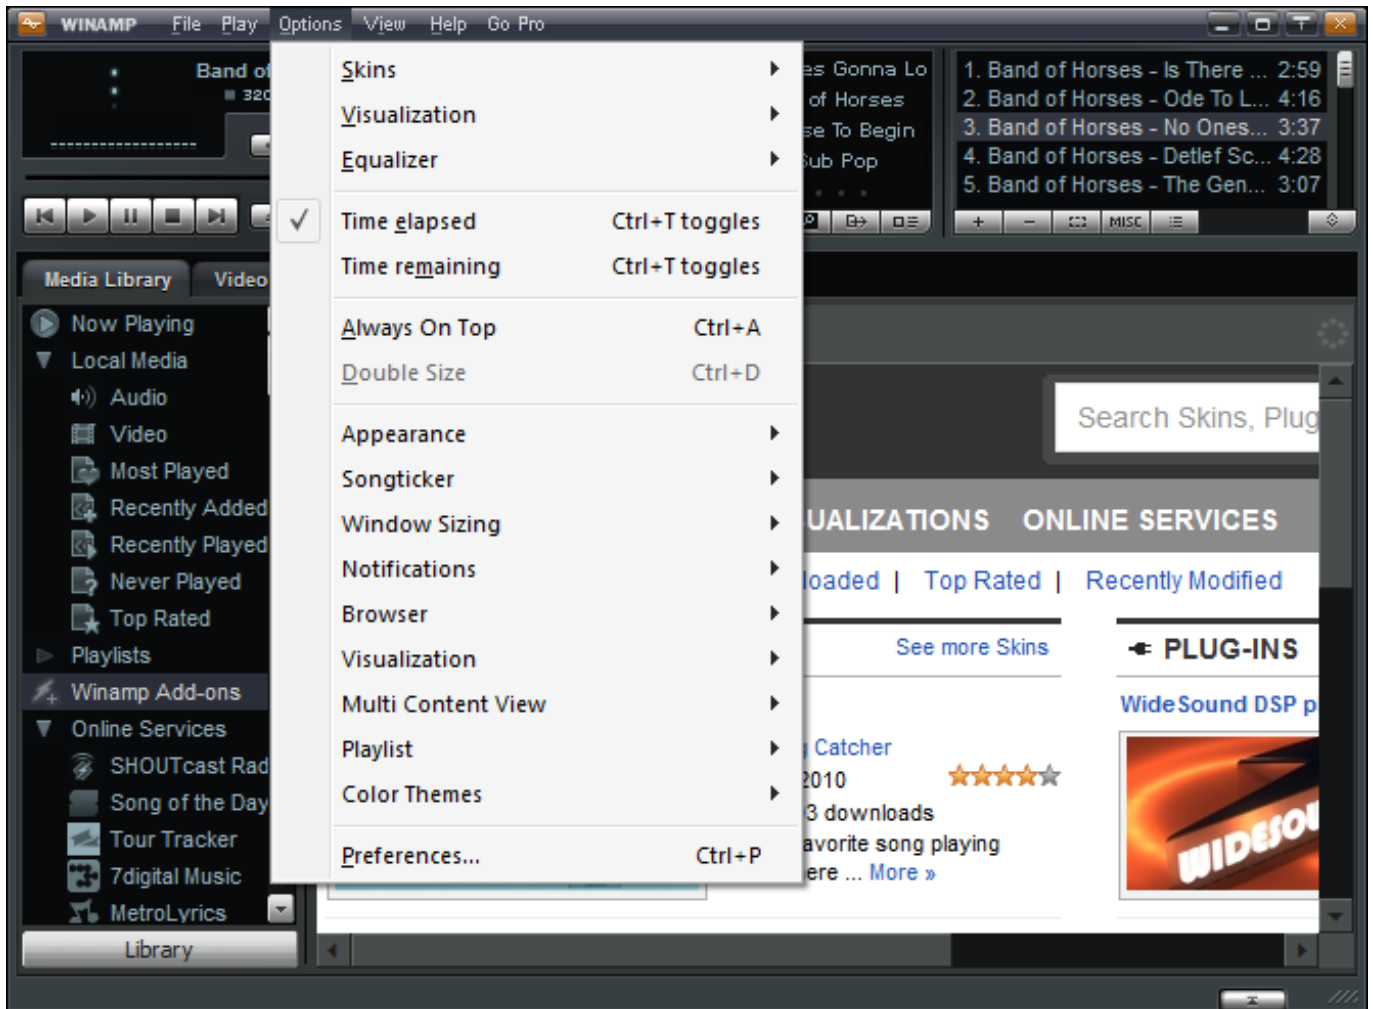 WINAMP File Play Options View Help Go Pro
Band of
320
Skins
Visualization
Equalizer
Time elapsed Ctrl+T toggles
Time remaining Ctrl+T toggles
Always On Top Ctrl+A
Double Size Ctrl+D
Appearance
Songticker
Window Sizing
Notifications
Browser
Visualization
Multi Content View
Playlist
Color Themes
Preferences... Ctrl+P
es Gonna Lo
of Horses
se To Begin
Sub Pop
1. Band of Horses - Is There ... 2:59
2. Band of Horses - Ode To L... 4:16
3. Band of Horses - No Ones... 3:37
4. Band of Horses - Detlef Sc... 4:28
5. Band of Horses - The Gen... 3:07
MISC
Media Library Video
Now Playing
Local Media
Audio
Video
Most Played
Recently Added
Recently Played
Never Played
Top Rated
Playlists
Winamp Add-ons
Online Services
SHOUTcast Rad
Song of the Day
Tour Tracker
7digital Music
MetroLyrics
Library
Search Skins, Plug
UALIZATIONS ONLINE SERVICES
loaded | Top Rated | Recently Modified
See more Skins
PLUG-INS
WideSound DSP p
Catcher
2010
3 downloads
avorite song playing
ere ... More »
WIDESOU